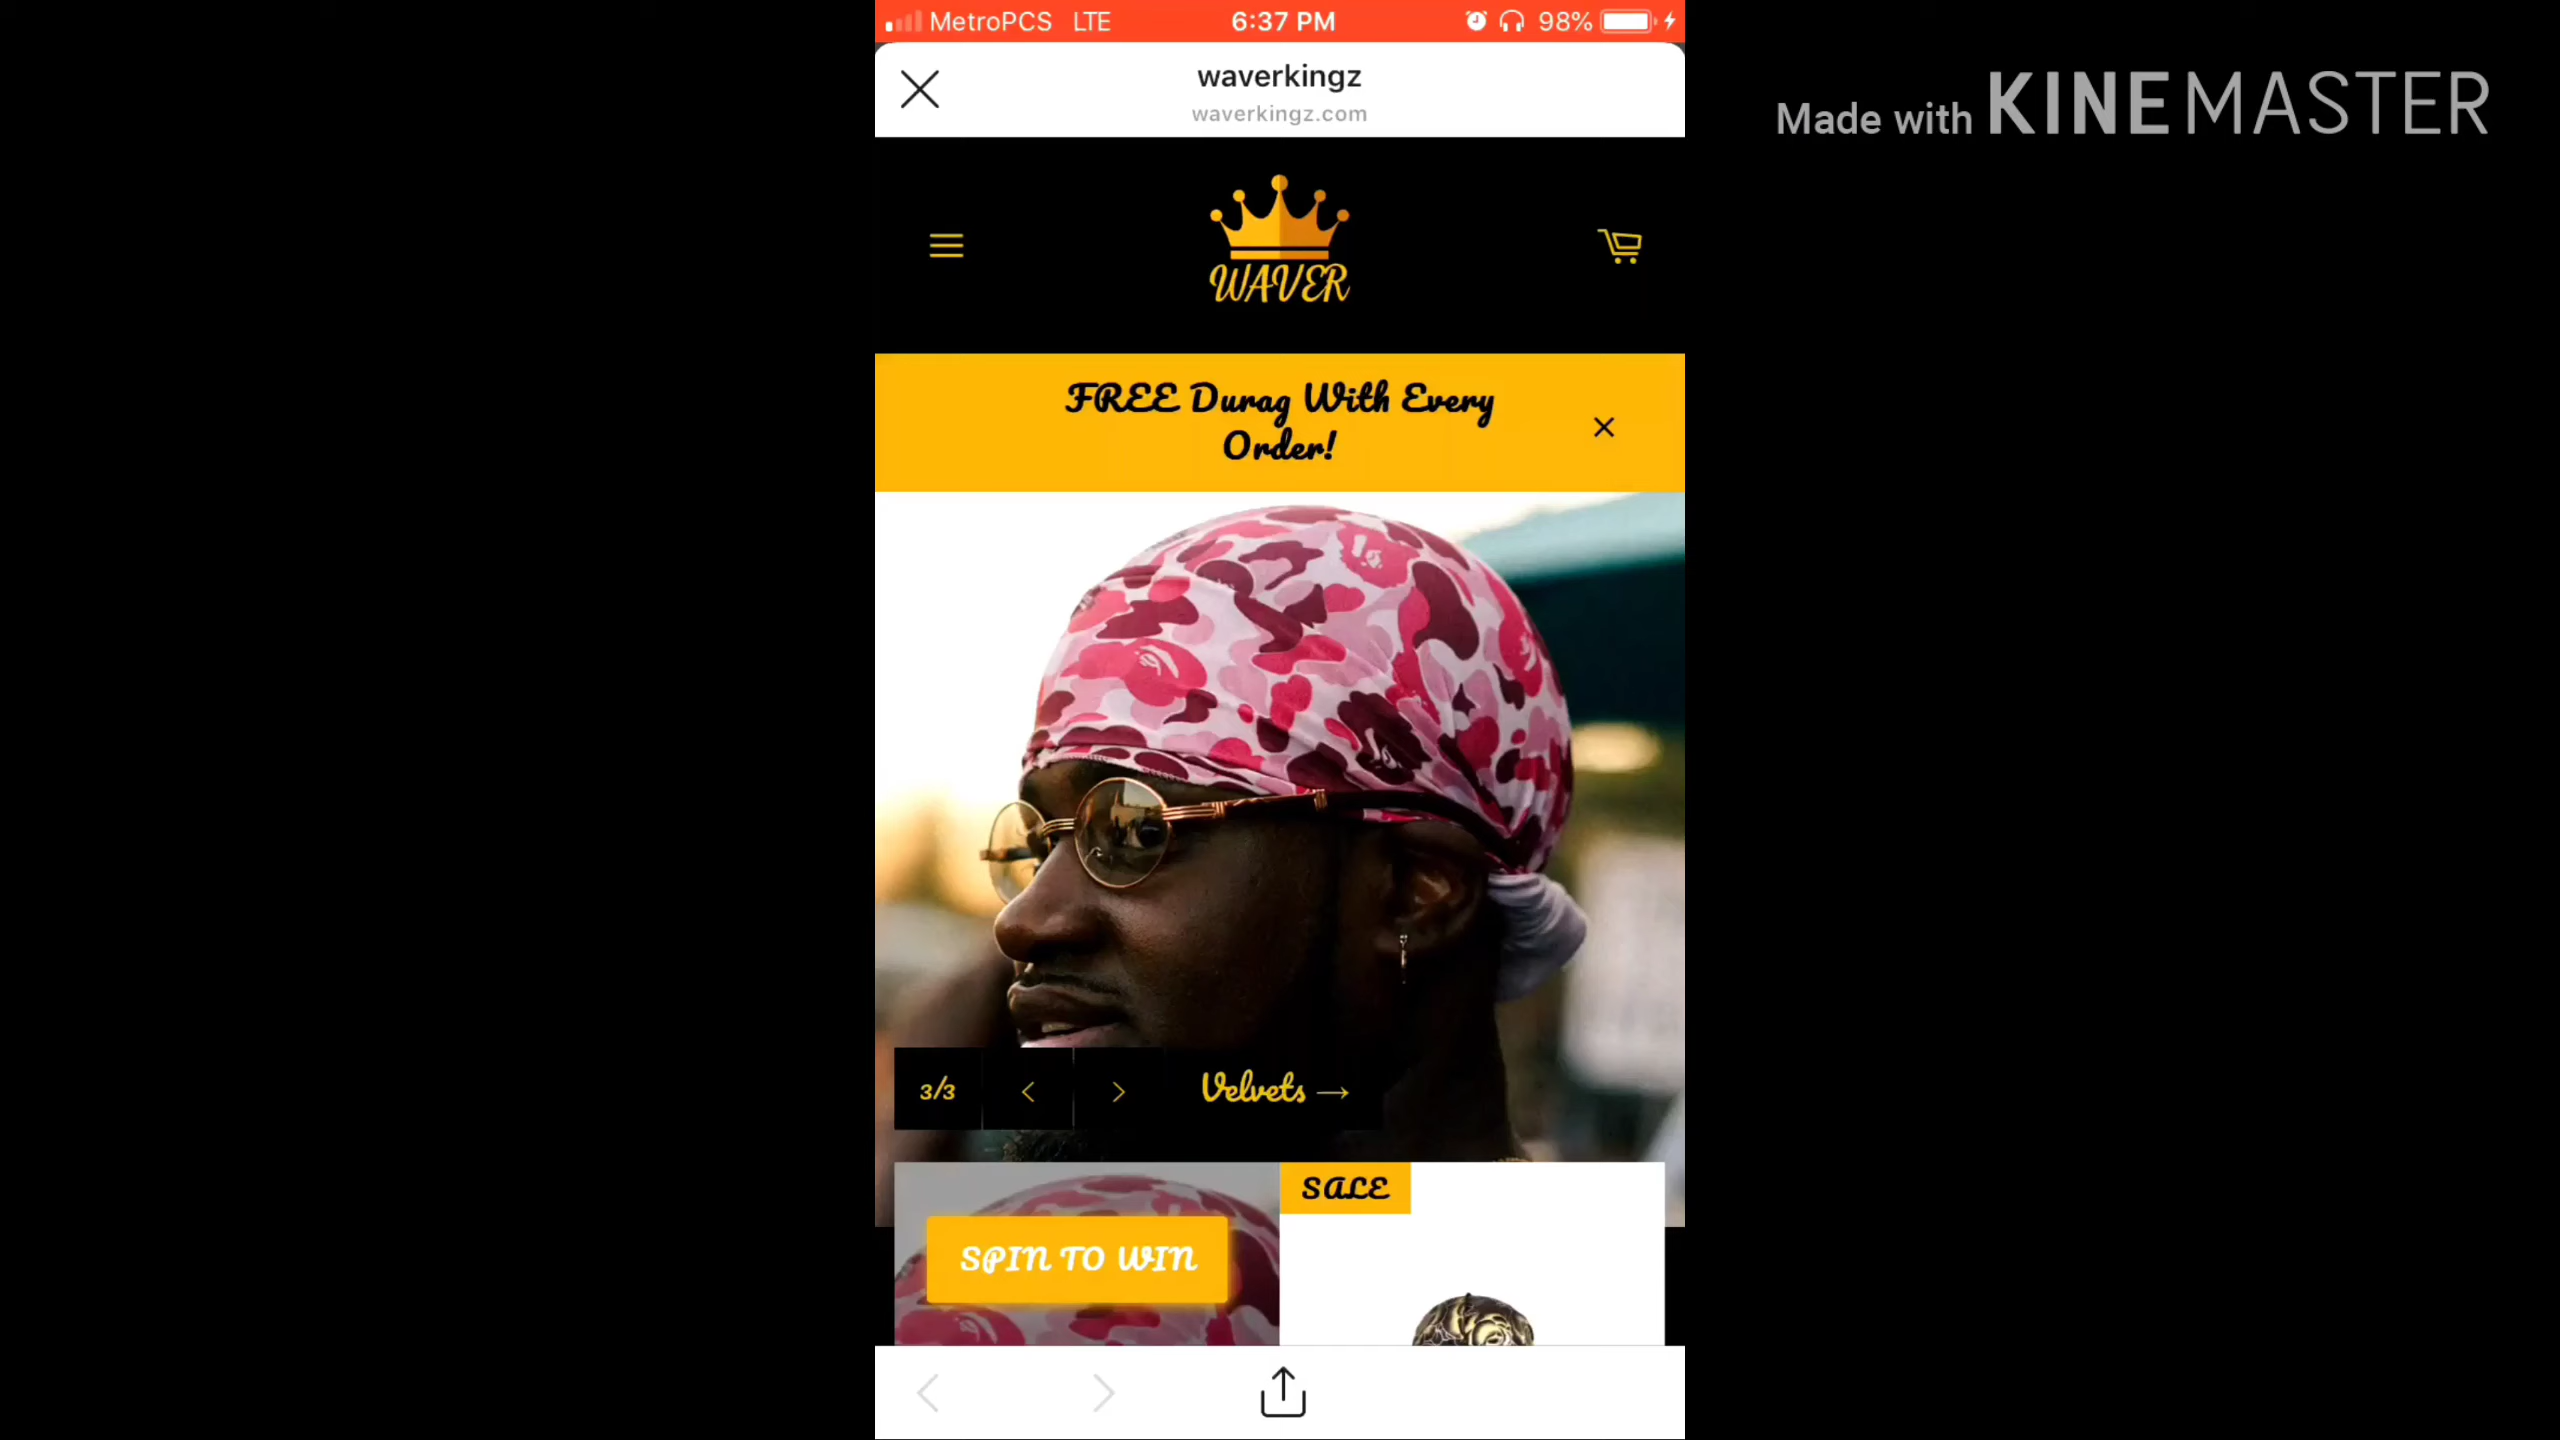 MetroPCS LTE 6:37 PM 98%
waverkingz
waverkingz.com
Made with KINEMASTER
WAVER
FREE Durag With Every
Order!
3/3
Velvets →
SALE
SPIN TO WIN